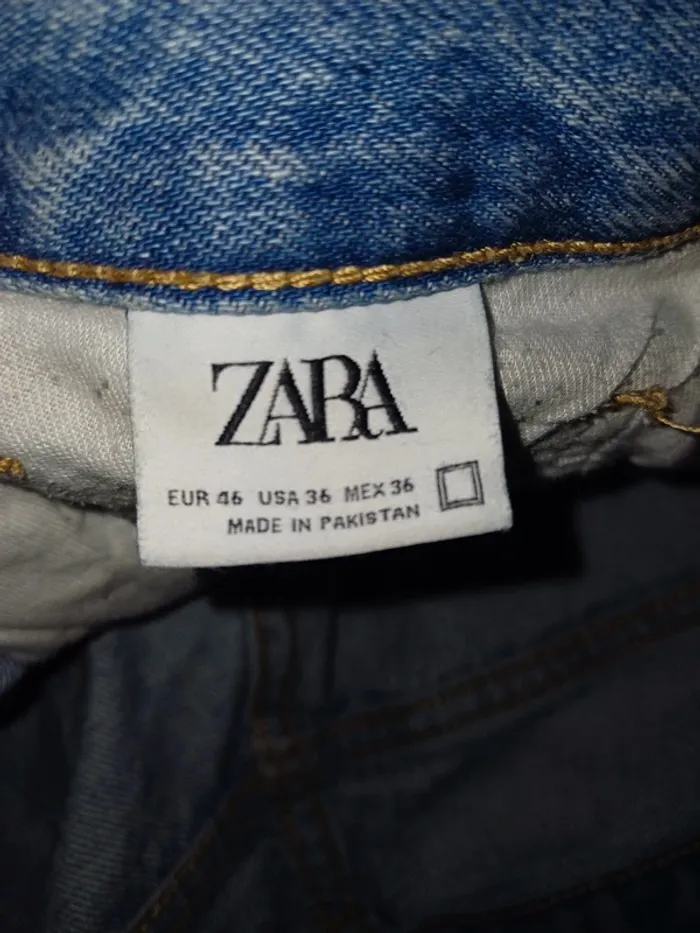 ZARA
EUR 46 USA 36 MEX 36
MADE IN PAKISTAN